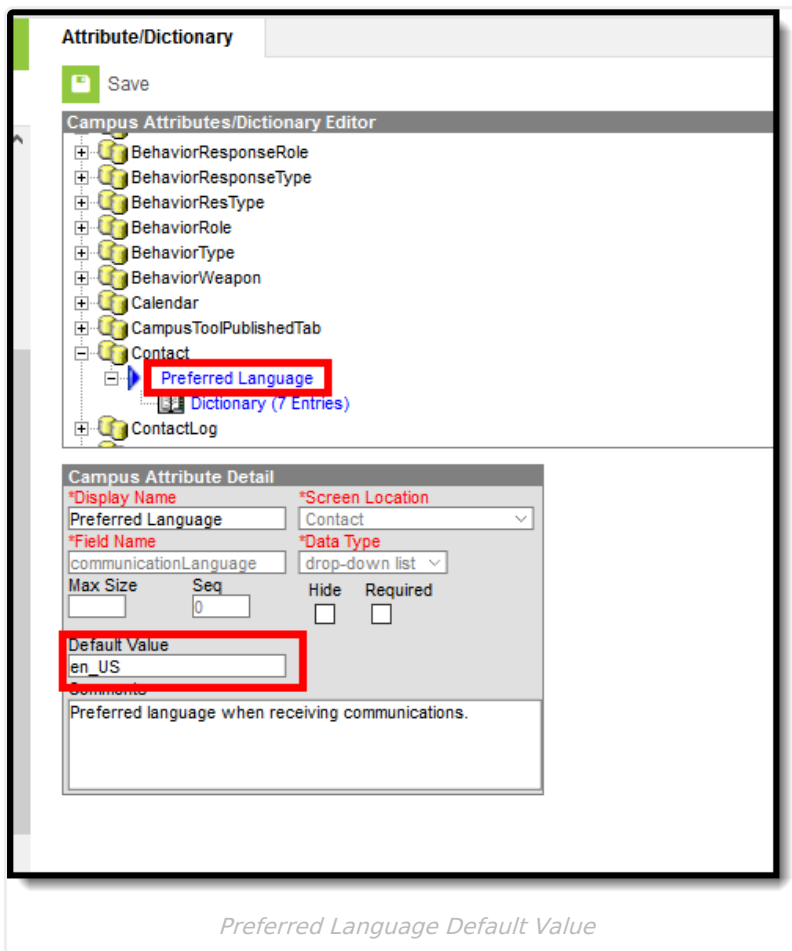 Attribute/Dictionary
Save
Campus Attributes/Dictionary Editor
BehaviorResponseRole
BehaviorResponseType
BehaviorResType
BehaviorRole
BehaviorType
BehaviorWeapon
Calendar
CampusToolPublishedTab
Contact
Preferred Language
Dictionary (7 Entries)
ContactLog
Campus Attribute Detail
*Display Name *Screen Location
Preferred Language Contact
*Field Name *Data Type
communicationLanguage drop-down list
Max Size Seq Hide Required
0
Default Value
en_US
Comments
Preferred language when receiving communications.
Preferred Language Default Value